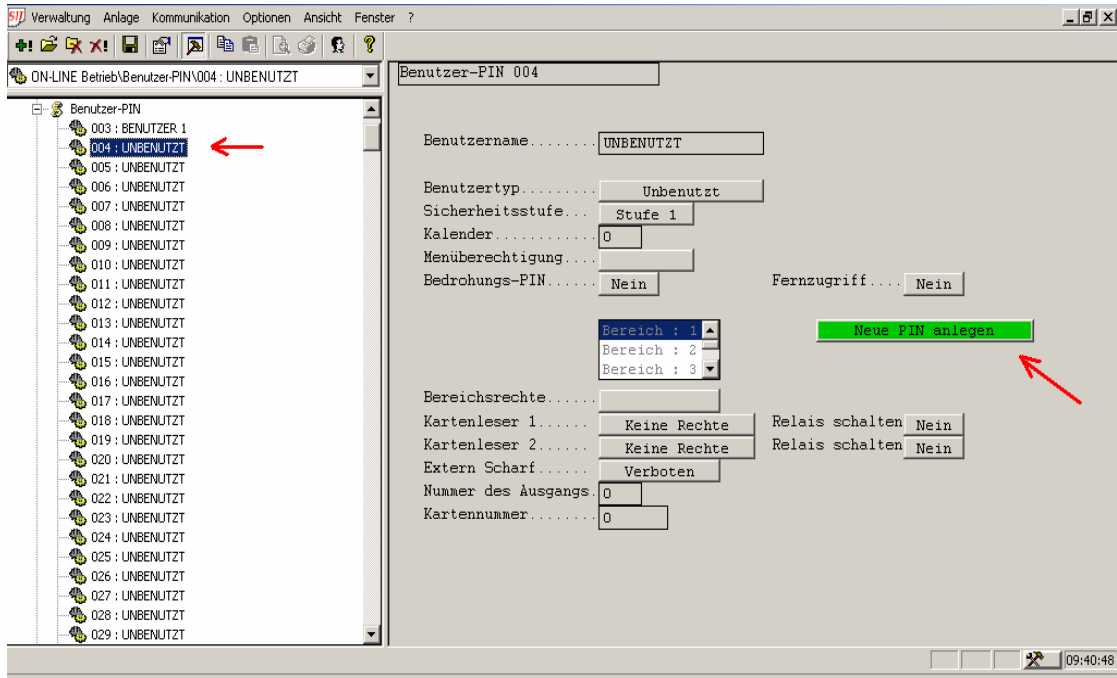 Verwaltung Anlage Kommunikation Optionen Ansicht Fenster ?
ON-LINE Betrieb\Benutzer-PIN\004 : UNBENUTZT
Benutzer-PIN
003 : BENUTZER 1
004 : UNBENUTZT
005 : UNBENUTZT
006 : UNBENUTZT
007 : UNBENUTZT
008 : UNBENUTZT
009 : UNBENUTZT
010 : UNBENUTZT
011 : UNBENUTZT
012 : UNBENUTZT
013 : UNBENUTZT
014 : UNBENUTZT
015 : UNBENUTZT
016 : UNBENUTZT
017 : UNBENUTZT
018 : UNBENUTZT
019 : UNBENUTZT
020 : UNBENUTZT
021 : UNBENUTZT
022 : UNBENUTZT
023 : UNBENUTZT
024 : UNBENUTZT
025 : UNBENUTZT
026 : UNBENUTZT
027 : UNBENUTZT
028 : UNBENUTZT
029 : UNBENUTZT
Benutzer-PIN 004
Benutzername........ UNBENUTZT
Benutzertyp......... Unbenutzt
Sicherheitsstufe... Stufe 1
Kalender............ 0
Menüberechtigung....
Bedrohungs-PIN...... Nein Fernzugriff.... Nein
Bereich : 1
Bereich : 2
Bereich : 3
Neue PIN anlegen
Bereichsrechte......
Kartenleser 1...... Keine Rechte Relais schalten Nein
Kartenleser 2...... Keine Rechte Relais schalten Nein
Extern Scharf...... Verboten
Nummer des Ausgangs. 0
Kartennummer........ 0
09:40:48